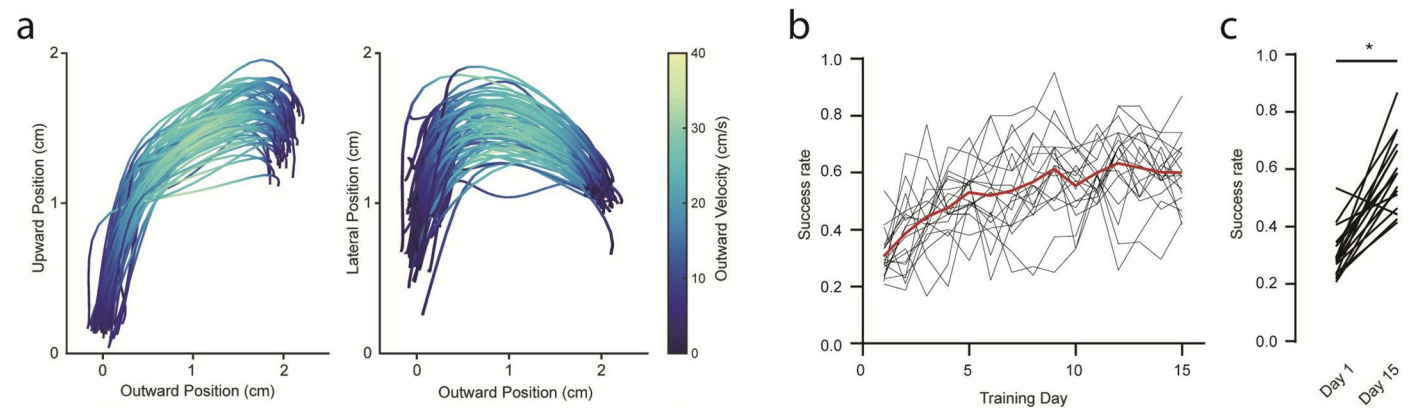 a
2
1
0
Upward Position (cm)
0 1 2
Outward Position (cm)
2
1
0
Lateral Position (cm)
0 1 2
Outward Position (cm)
40
30
20
10
0
Outward Velocity (cm/s)
b
1.0
0.8
0.6
0.4
0.2
0.0
Success rate
0 5 10 15
Training Day
c
*
1.0
0.8
0.6
0.4
0.2
0.0
Success rate
Day 1
Day 15